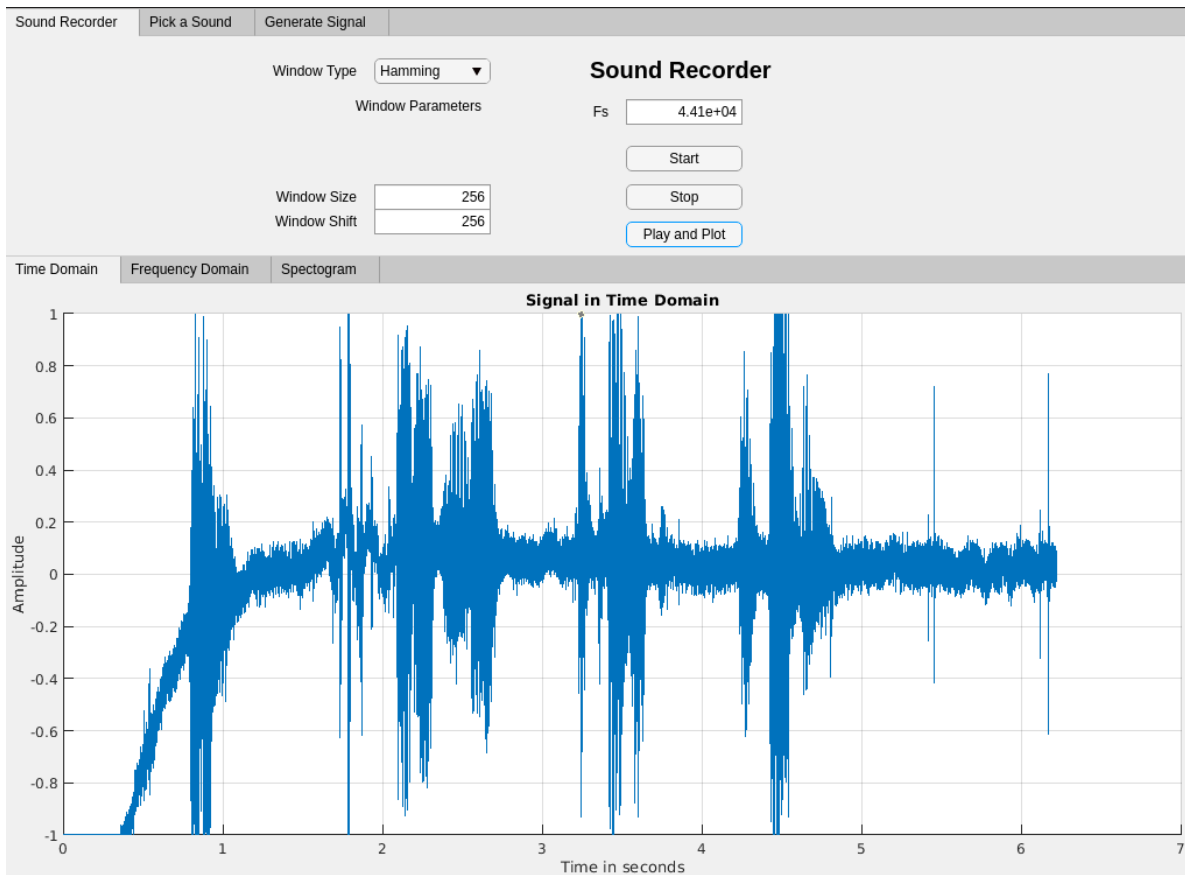 Sound Recorder Pick a Sound Generate Signal
Window Type Hamming
Window Parameters
Sound Recorder
Fs 4.41e+04
Start
Window Size 256
Stop
Window Shift 256
Play and Plot
Time Domain Frequency Domain Spectogram
Signal in Time Domain
Amplitude
1
0.8
0.6
0.4
0.2
0
-0.2
-0.4
-0.6
-0.8
-1
0 1 2 3 4 5 6 7
Time in seconds